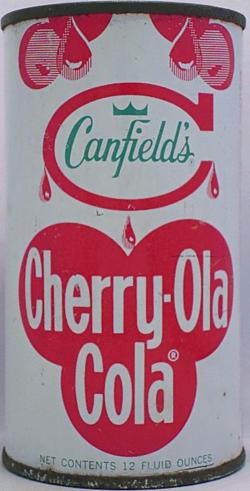 Canfield's
Cherry-Ola
Cola®
NET CONTENTS 12 FLUID OUNCES